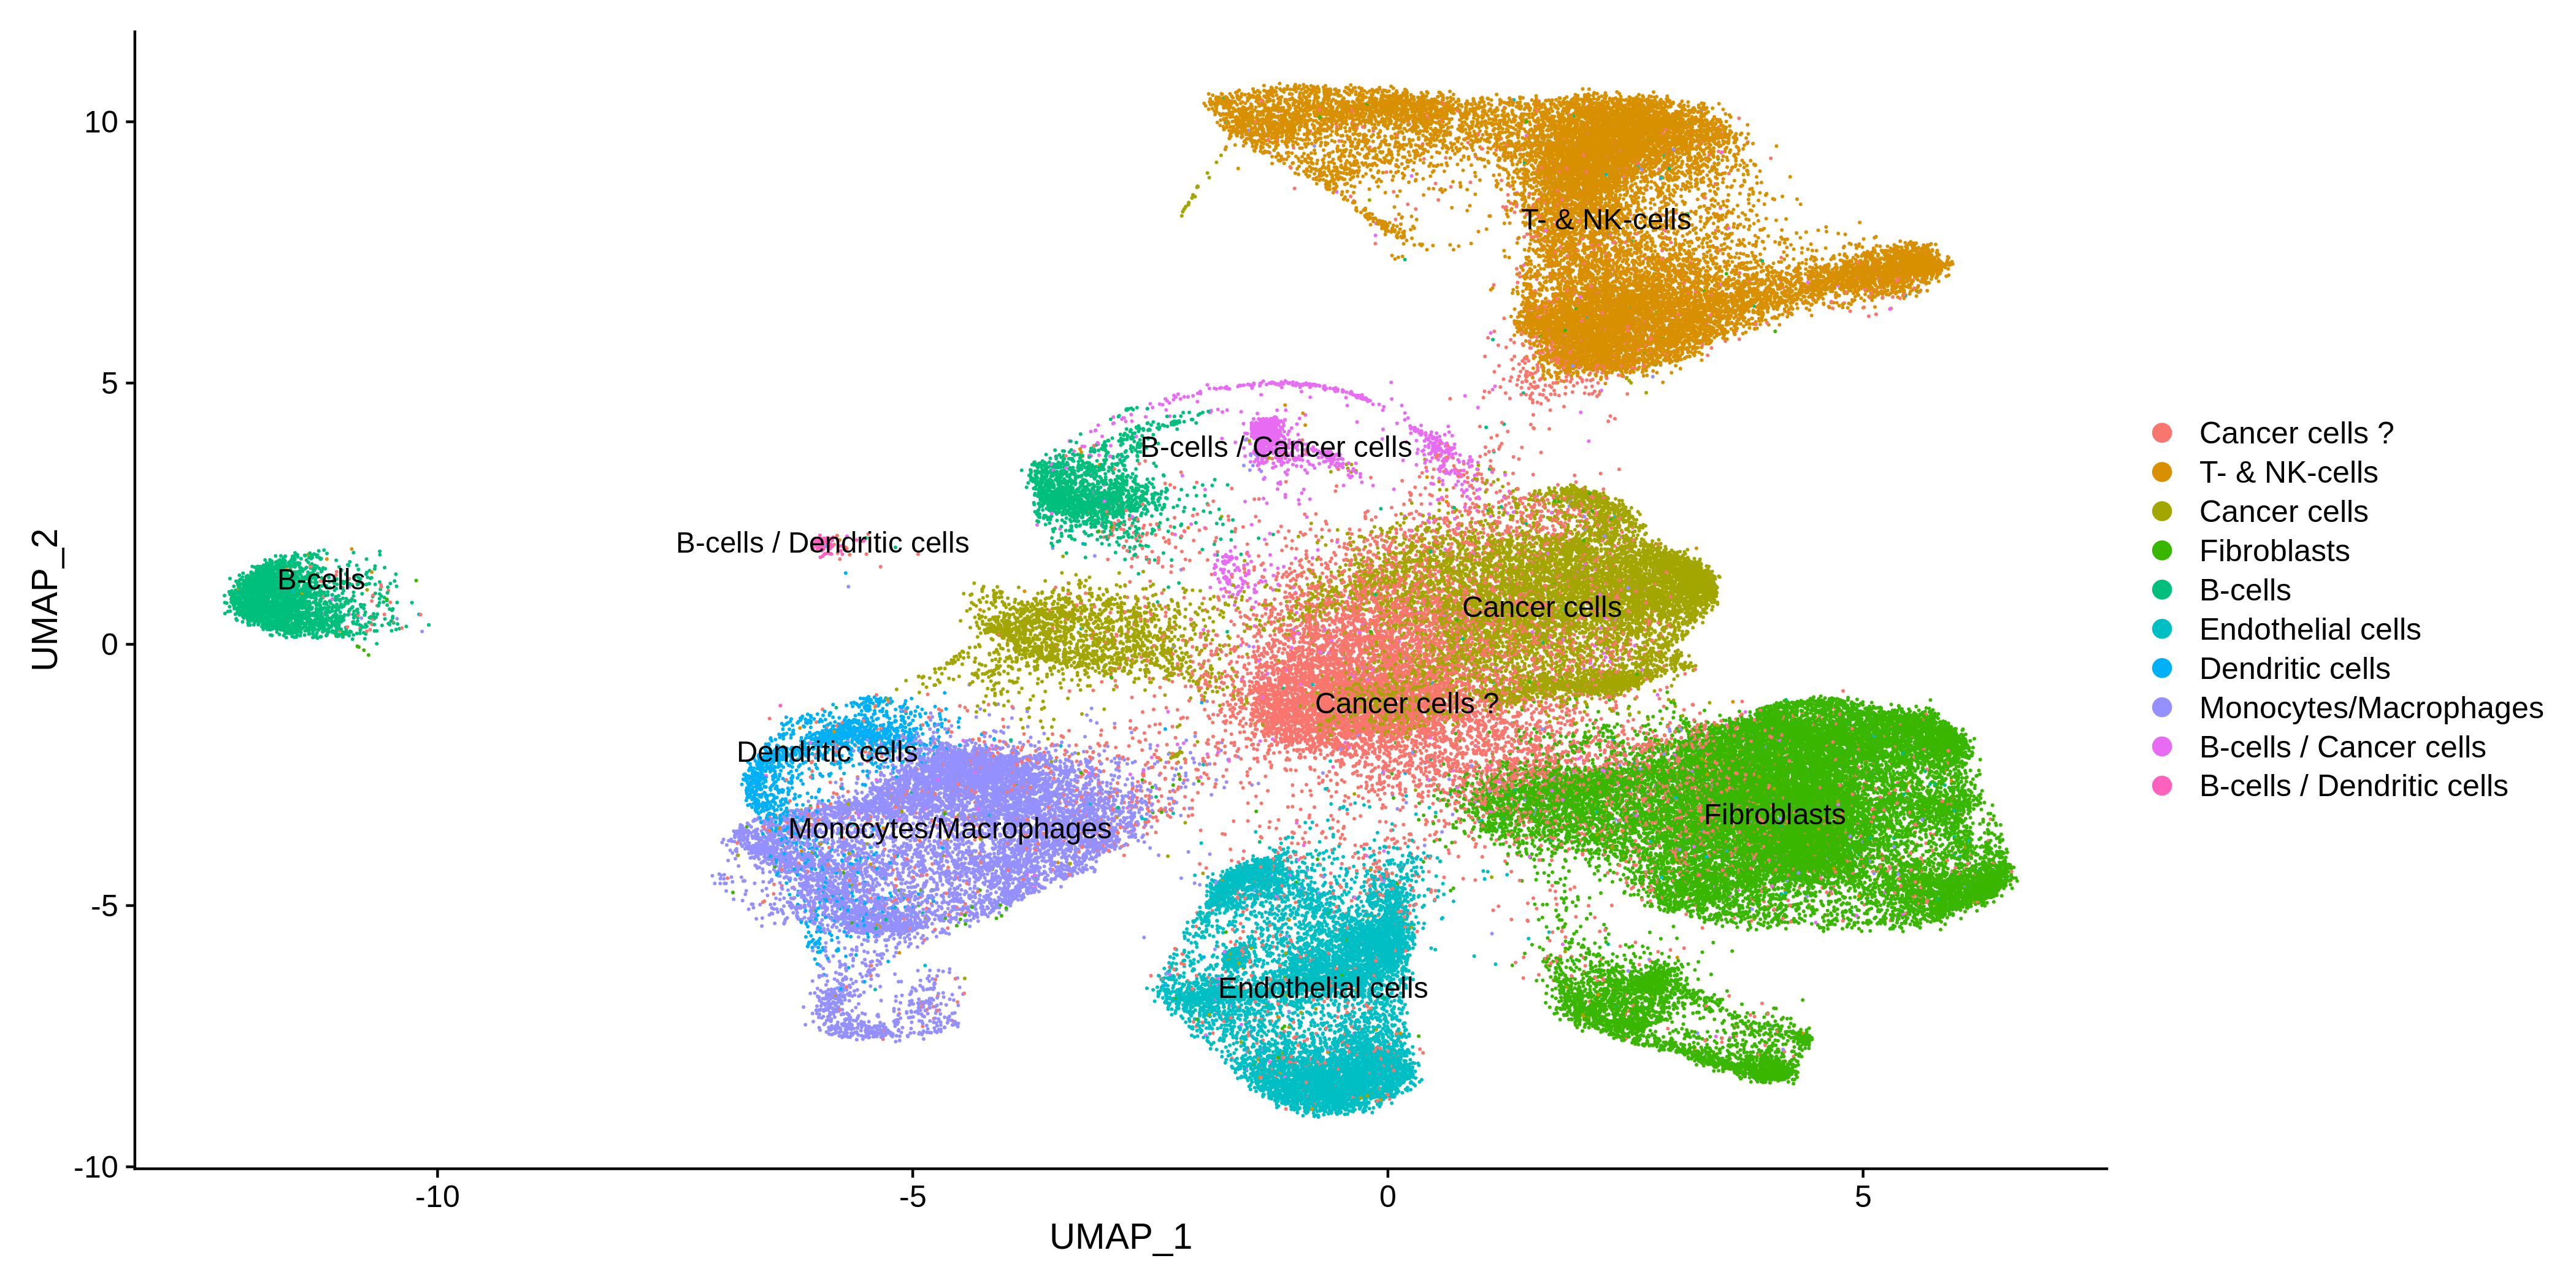 10
5
0
-5
-10
UMAP_2
T- & NK-cells
B-cells / Cancer cells
B-cells / Dendritic cells
B-cells
Cancer cells
Cancer cells ?
Dendritic cells
Monocytes/Macrophages
Fibroblasts
Endothelial cells
-10
-5
0
5
UMAP_1
Cancer cells ?
T- & NK-cells
Cancer cells
Fibroblasts
B-cells
Endothelial cells
Dendritic cells
Monocytes/Macrophages
B-cells / Cancer cells
B-cells / Dendritic cells